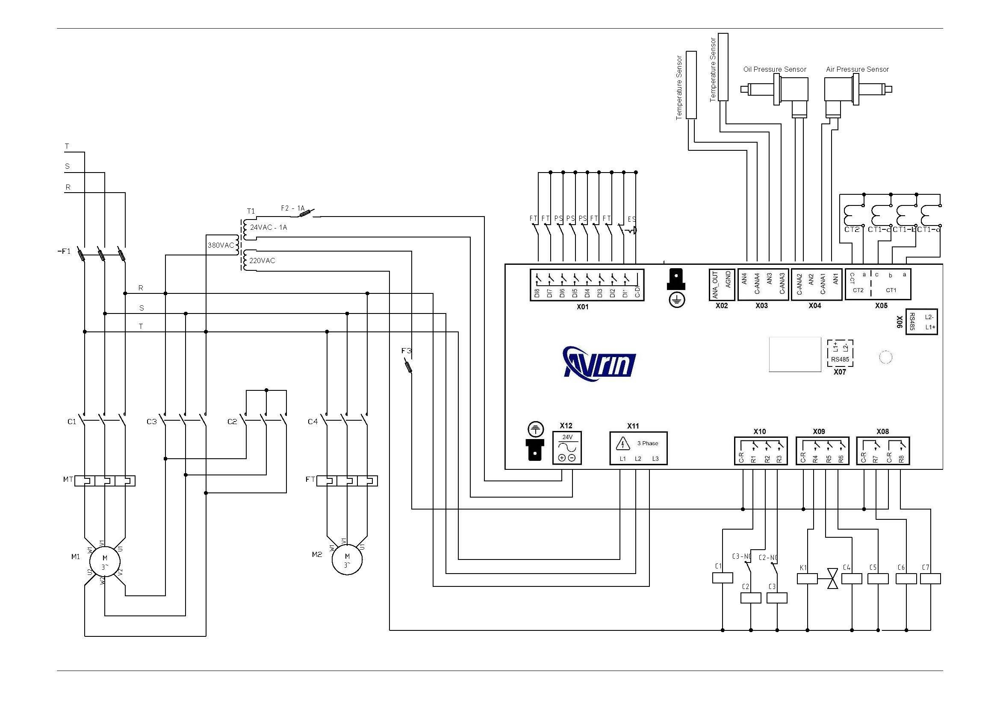 Temperature Sensor
Temperature Sensor
Oil Pressure Sensor
Air Pressure Sensor
T
S
R
T1
F2 - 1A
24VAC - 1A
380VAC
220VAC
-F1
R
S
T
F3
FT FT PS PS PS FT FT ES
CT2 CT1-c CT1-b CT1-a
DI8 DI7 DI6 DI5 DI4 DI3 DI2 DI1 C-DI
X01
ANA_OUT AGND
X02
AN4 C-ANA4 AN3 C-ANA3
X03
C-ANA2 AN2 C-ANA1 AN1
X04
C-CT a c b a
CT2 CT1
X05
X06
RS485
L2-
L1+
L1+ L2-
RS485
X07
AVrin
C1 C3 C2 C4
MT
FT
X12
24V
X11
3 Phase
L1 L2 L3
X10
C-R R1 R2 R3
X09
C-R R4 R5 R6
X08
C-R R7 C-R R8
W1 V1 U1
M1
M
3~
U2 W2 V2
W1 V1 U1
M2
M
3~
C3-NC C2-NC
C1 K1 C4 C5 C6 C7
C2 C3